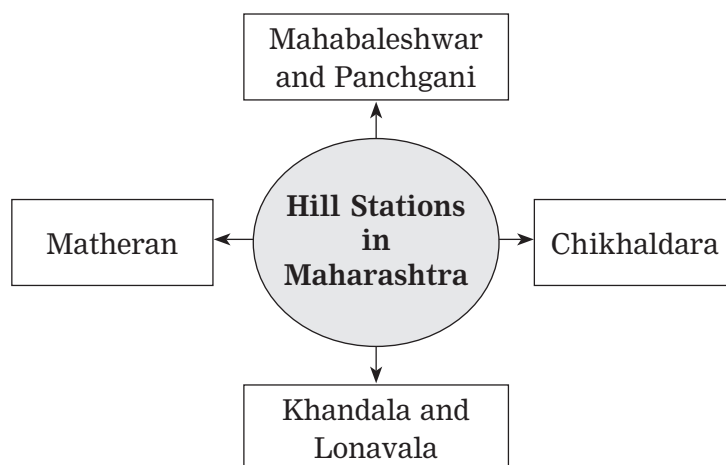 Mahabaleshwar
and Panchgani
Matheran
Hill Stations
in
Maharashtra
Chikhaldara
Khandala and
Lonavala